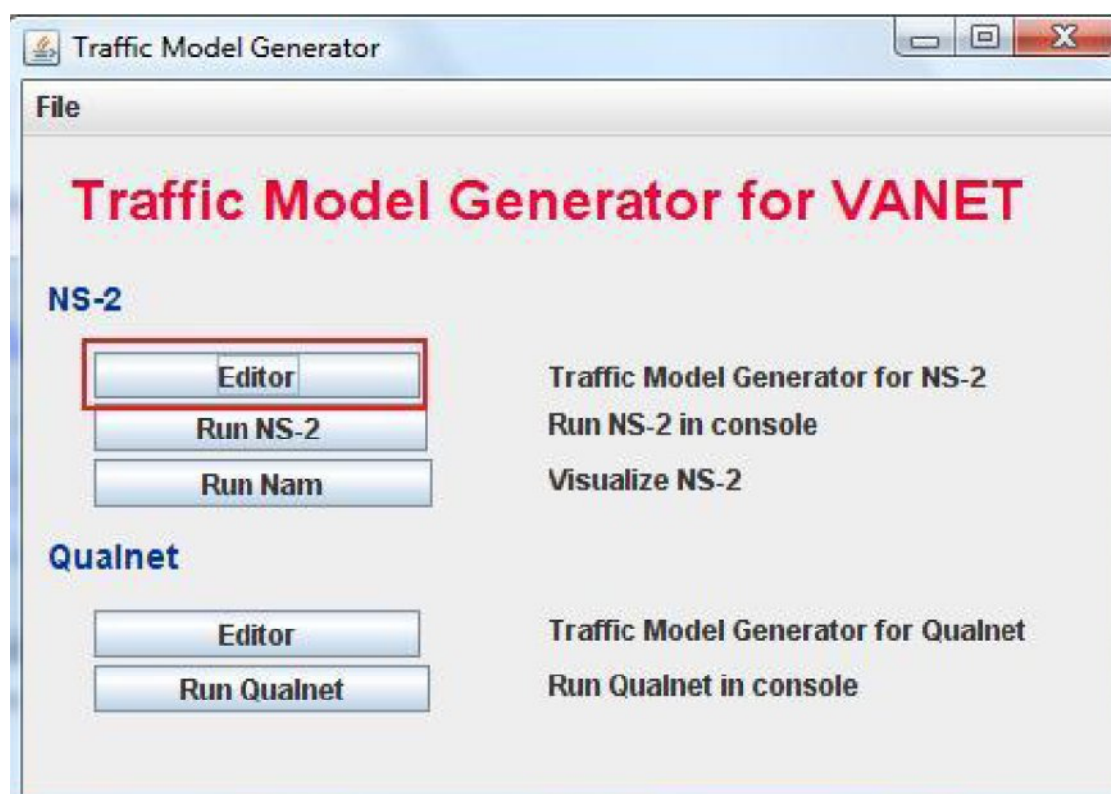 Traffic Model Generator
File
Traffic Model Generator for VANET
NS-2
Editor Traffic Model Generator for NS-2
Run NS-2 Run NS-2 in console
Run Nam Visualize NS-2
Qualnet
Editor Traffic Model Generator for Qualnet
Run Qualnet Run Qualnet in console